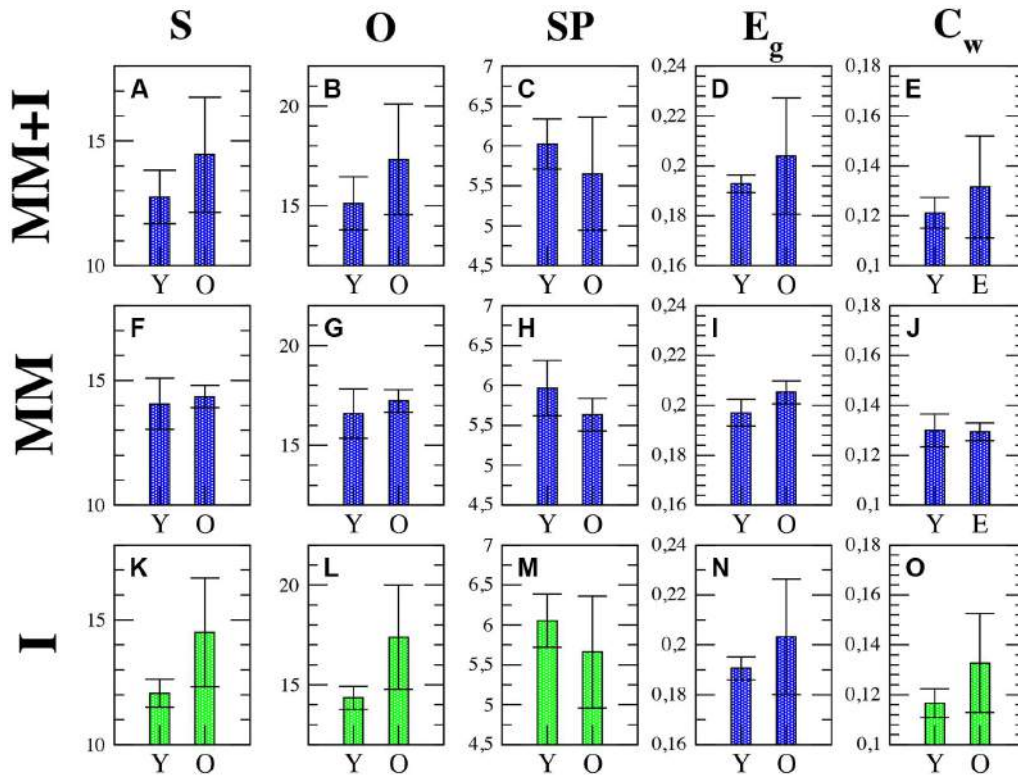 S O SP E_g C_w
MM+I
A
15
10
Y O
B
20
15
Y O
C
7
6,5
6
5,5
5
4,5
Y O
D
0,24
0,22
0,2
0,18
0,16
Y O
E
0,18
0,16
0,14
0,12
0,1
Y E
MM
F
15
10
Y O
G
20
15
Y O
H
7
6,5
6
5,5
5
4,5
Y O
I
0,24
0,22
0,2
0,18
0,16
Y O
J
0,18
0,16
0,14
0,12
0,1
Y E
I
K
15
10
Y O
L
20
15
Y O
M
7
6,5
6
5,5
5
4,5
Y O
N
0,24
0,22
0,2
0,18
0,16
Y O
O
0,18
0,16
0,14
0,12
0,1
Y O